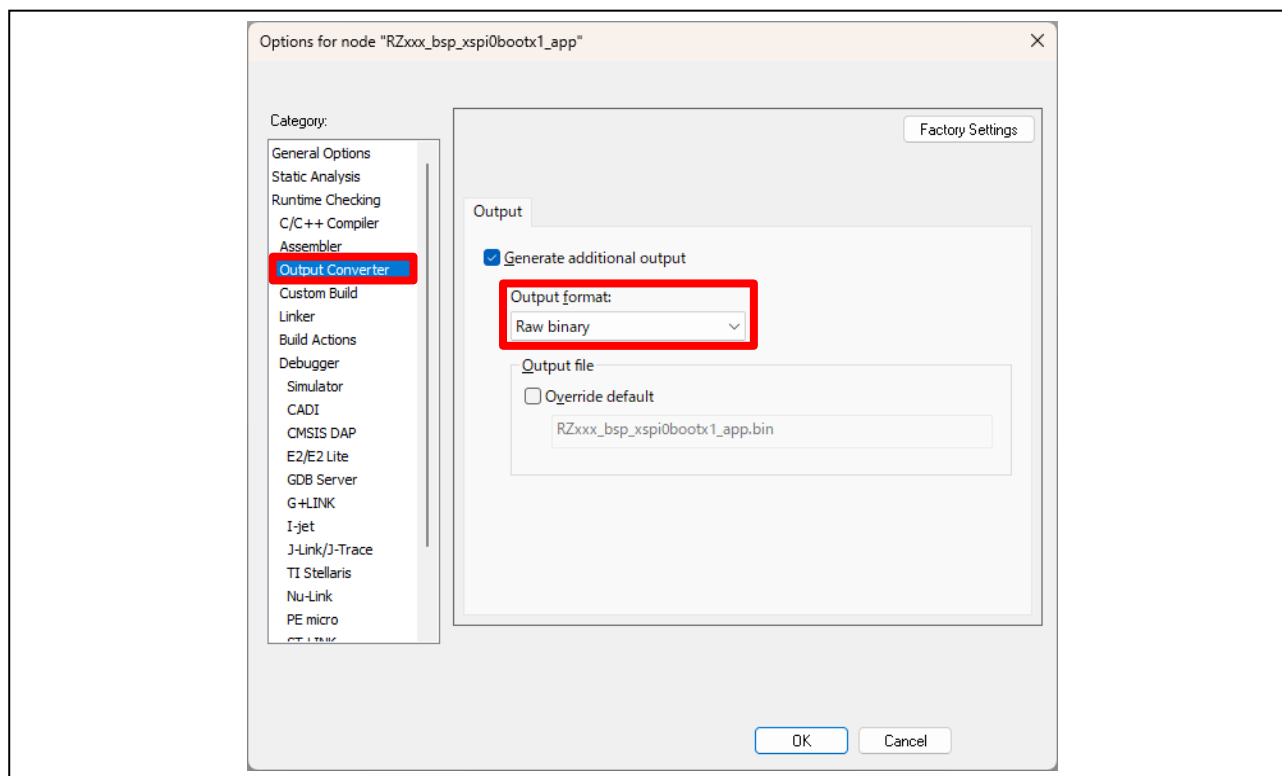 Options for node "RZxxx_bsp_xspi0bootx1_app"
Category:
Factory Settings
General Options
Static Analysis
Runtime Checking
C/C++ Compiler
Assembler
Output Converter
Custom Build
Linker
Build Actions
Debugger
Simulator
CADI
CMSIS DAP
E2/E2 Lite
GDB Server
G+LINK
I-jet
J-Link/J-Trace
TI Stellaris
Nu-Link
PE micro
ST-LINK
Output
Generate additional output
Output format:
Raw binary
Output file
Override default
RZxxx_bsp_xspi0bootx1_app.bin
OK
Cancel